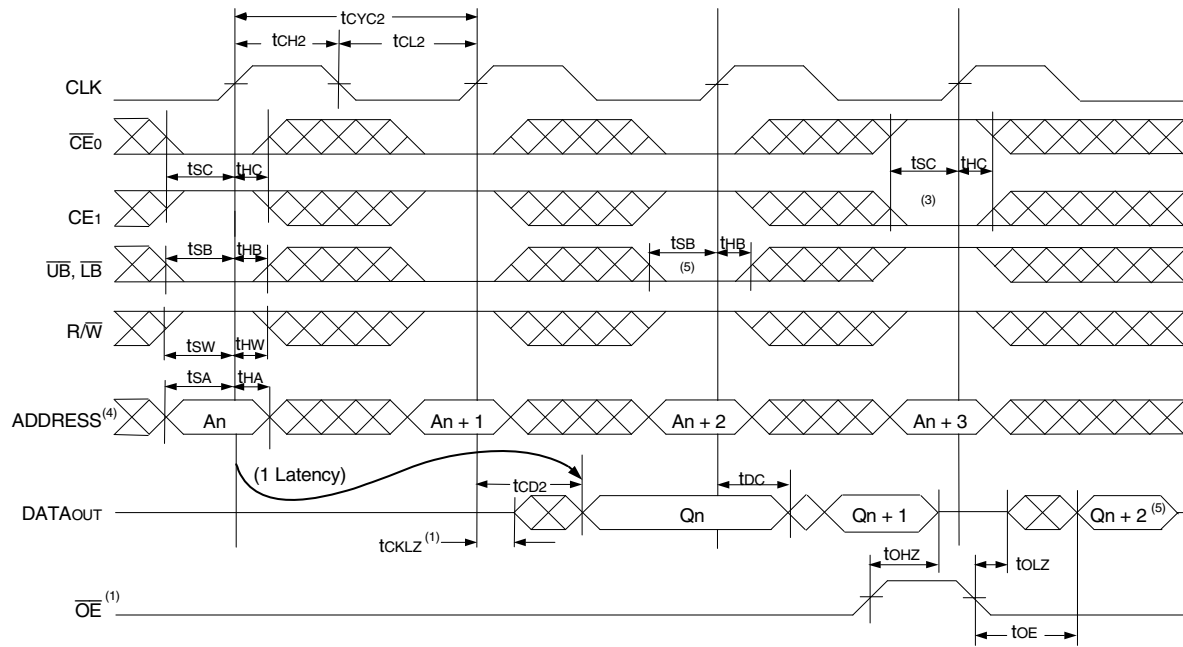 tCYC2
tCH2 tCL2
CLK
CE0
tSC tHC tSC tHC
CE1 (3)
tSB tHB tSB tHB
UB, LB (5)
R/W
tSW tHW
tSA tHA
ADDRESS(4) An An + 1 An + 2 An + 3
(1 Latency)
tCD2 tDC
DATAOUT Qn Qn + 1 Qn + 2 (5)
tCKLZ (1)
tOHZ tOLZ
OE (1)
tOE